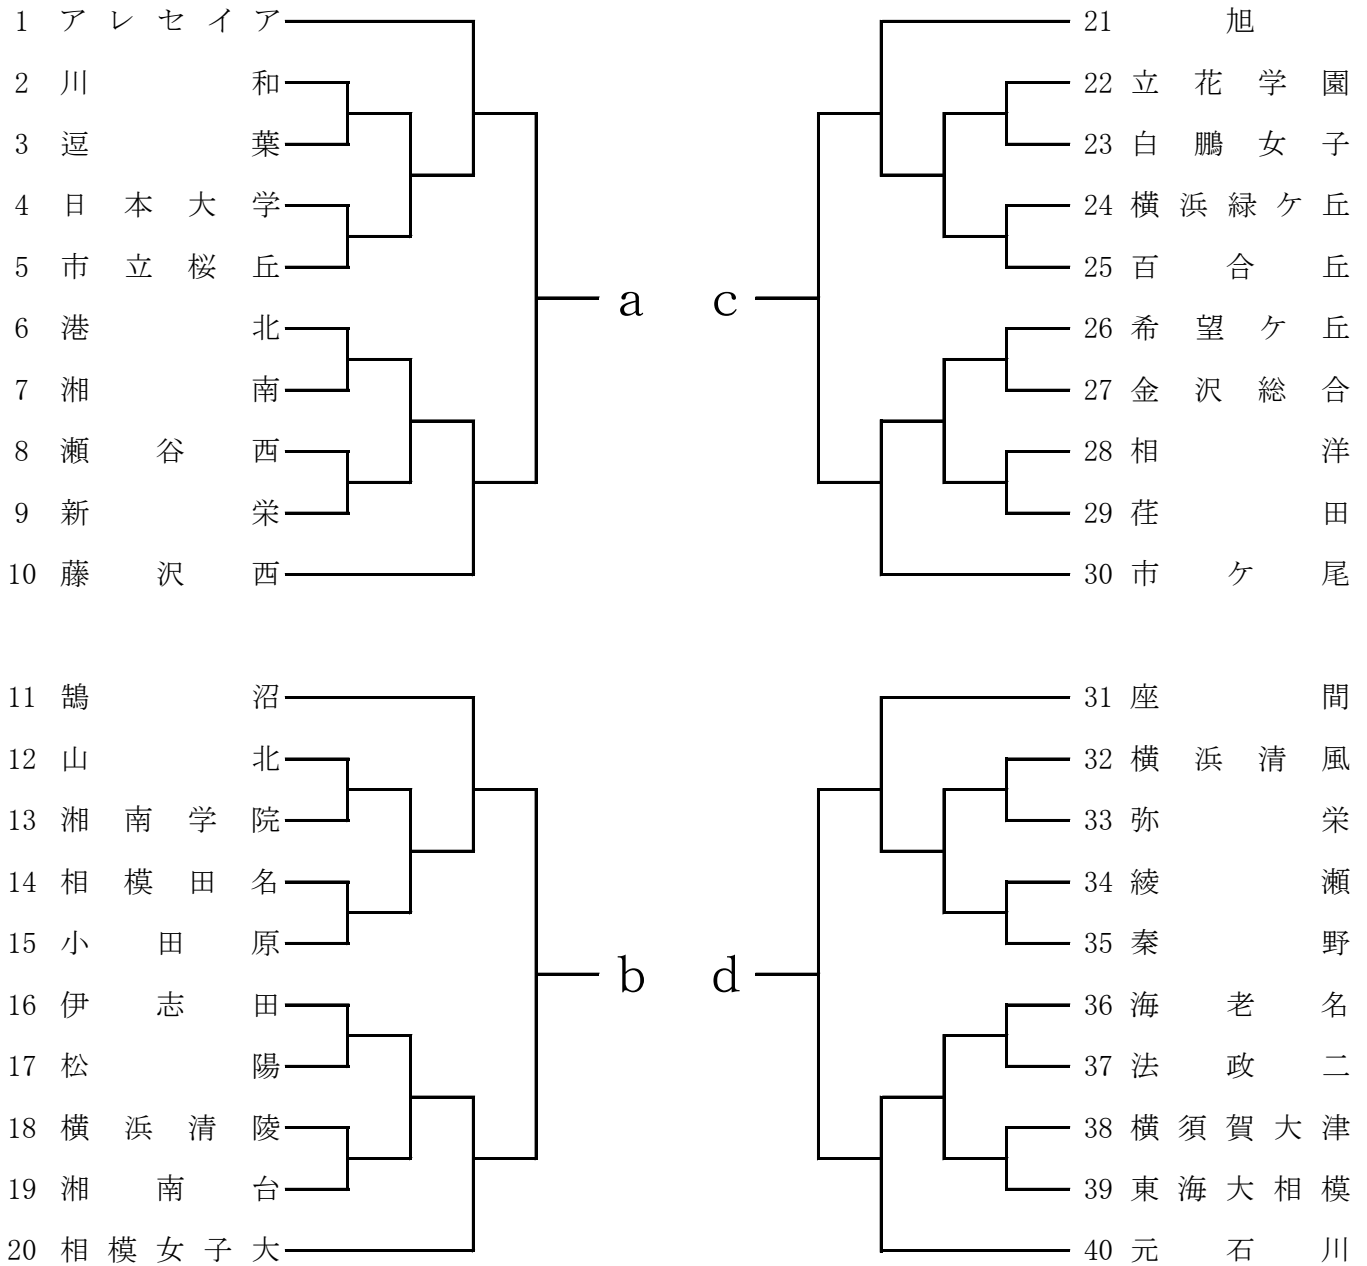 1 アレセイア
2 川和
3 逗葉
4 日本大学
5 市立桜丘
6 港北
7 湘南
8 瀬谷西
9 新栄
10 藤沢西
a
11 鵠沼
12 山北
13 湘南学院
14 相模田名
15 小田原
16 伊志田
17 松陽
18 横浜清陵
19 湘南台
20 相模女子大
b
21 旭
22 立花学園
23 白鵬女子
24 横浜緑ケ丘
25 百合丘
26 希望ケ丘
27 金沢総合
28 相洋
29 荏田
30 市ケ尾
c
31 座間
32 横浜清風
33 弥栄
34 綾瀬
35 秦野
36 海老名
37 法政二
38 横須賀大津
39 東海大相模
40 元石川
d